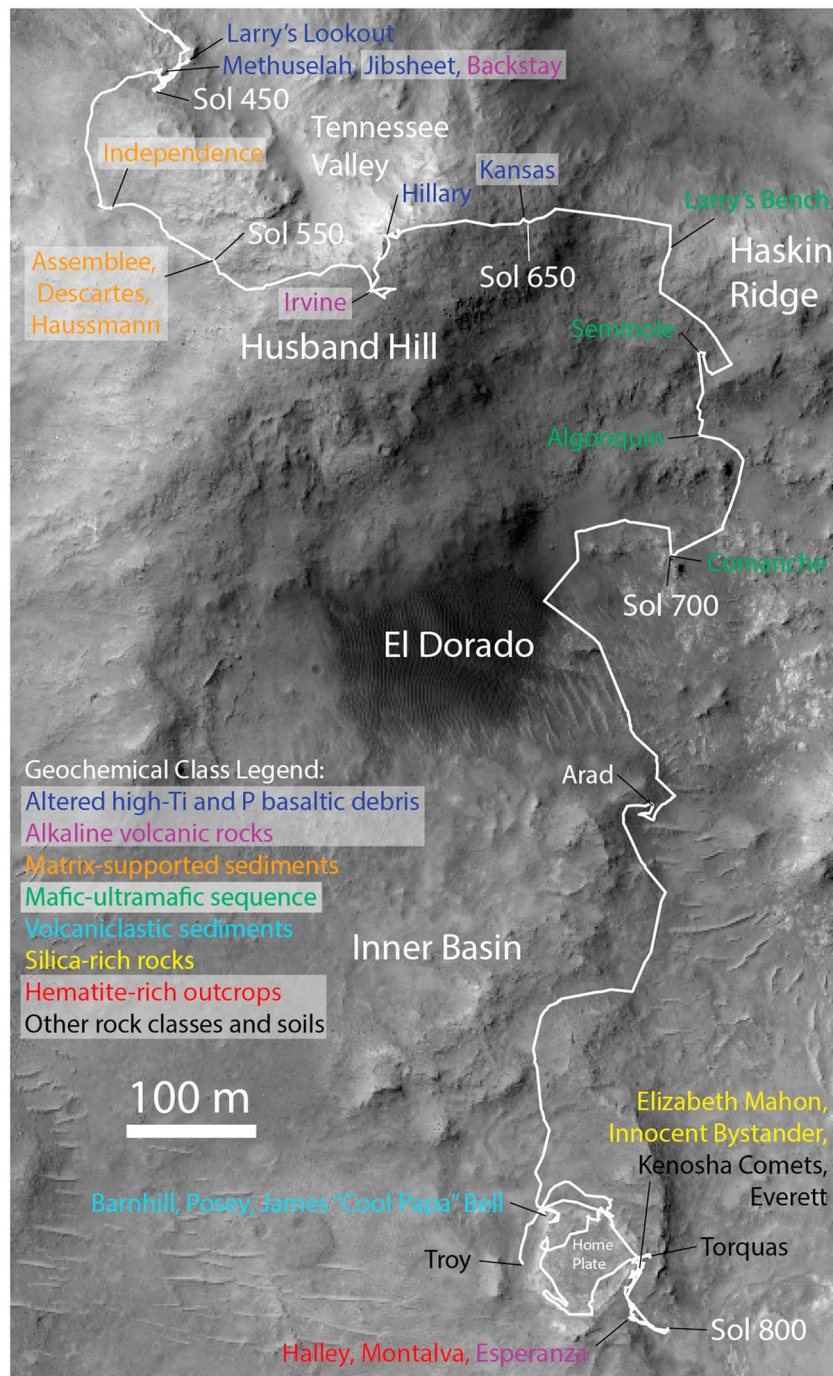 Larry's Lookout
Methuselah, Jibsheet, Backstay
Sol 450
Tennessee
Valley
Independence
Kansas
Hillary
Larry's Bench
Sol 550
Haskin
Ridge
Assemblee,
Descartes,
Haussmann
Sol 650
Irvine
Seminole
Husband Hill
Algonquin
Comanche
Sol 700
El Dorado
Arad
Geochemical Class Legend:
Altered high-Ti and P basaltic debris
Alkaline volcanic rocks
Matrix-supported sediments
Mafic-ultramafic sequence
Volcaniclastic sediments
Silica-rich rocks
Hematite-rich outcrops
Other rock classes and soils
Inner Basin
100 m
Elizabeth Mahon,
Innocent Bystander,
Kenosha Comets,
Everett
Barnhill, Posey, James "Cool Papa" Bell
Home
Plate
Troy
Torquas
Sol 800
Halley, Montalva, Esperanza